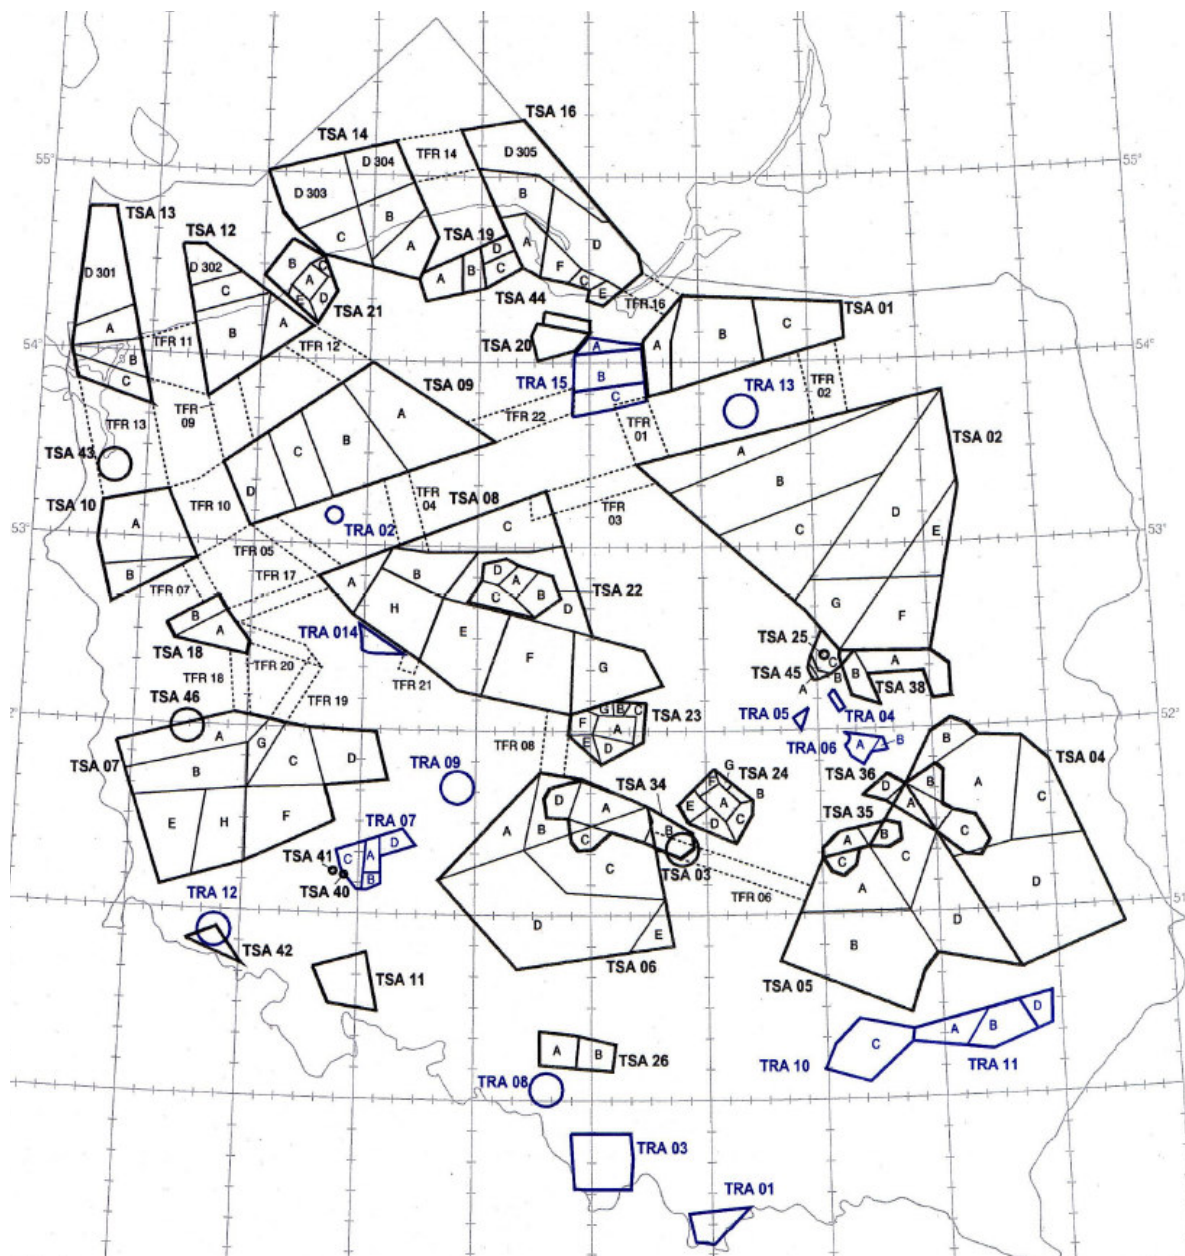 TSA 16
TSA 14
D 304
TFR 14
D 305
55°
55°
D 303
B
B
TSA 13
TSA 12
C
A
TSA 19
A
D
D 301
D 302
B
C
A
D
C
A
B
C
F
C
E
C
A
E
D
TSA 21
TSA 44
TFR 16
TSA 01
A
B
A
C
B
54°
TFR 11
B
C
TFR 12
TSA 20
A
A
54°
TSA 09
TRA 15
B
TRA 13
TFR 02
TFR 13
TFR 09
A
C
TFR 22
TFR 01
TSA 02
C
B
A
TSA 43
B
D
TFR 04
TSA 08
TSA 10
A
TFR 10
TRA 02
C
TFR 03
D
C
E
53°
53°
TFR 05
B
TFR 07
TFR 17
A
B
D
A
C
B
D
TSA 22
B
A
H
G
F
TSA 18
TRA 014
E
F
G
TSA 25
TFR 20
TFR 18
TFR 21
C
B
A
TSA 45
B
A
TSA 38
TFR 19
TSA 46
A
G
G
B
C
TSA 23
TRA 05
TRA 04
52°
F
A
E
D
TRA 06
A
B
B
TSA 07
B
C
D
TFR 08
TSA 04
TRA 09
TSA 34
G
TSA 24
F
B
TSA 36
D
B
A
C
E
H
F
D
A
E
A
C
D
A
TSA 35
TRA 07
A
B
B
C
A
B
C
C
A
D
TSA 41
C
C
TSA 03
A
D
TSA 40
B
TFR 06
TRA 12
D
51°
D
E
B
TSA 42
TSA 11
TSA 06
TSA 05
A
B
D
C
A
B
TSA 26
TRA 10
TRA 11
TRA 08
TRA 03
TRA 01